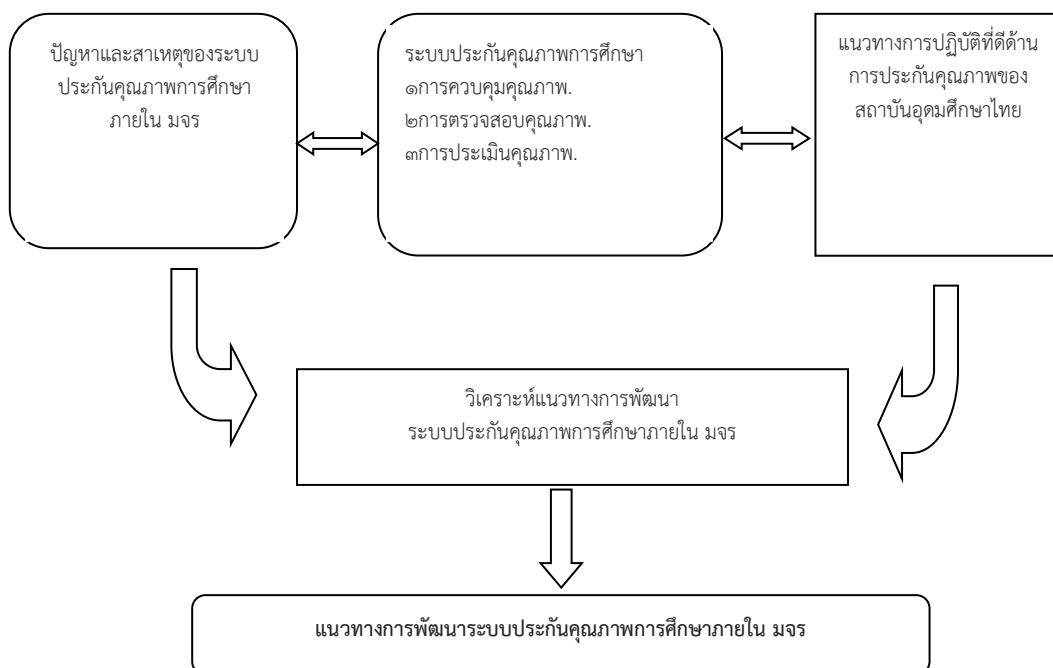 ปัญหาและสาเหตุของระบบ
ประกันคุณภาพการศึกษา
ภายใน มจร
ระบบประกันคุณภาพการศึกษา
๑การควบคุมคุณภาพ.
๒การตรวจสอบคุณภาพ.
๓การประเมินคุณภาพ.
แนวทางการปฏิบัติที่ดีด้าน
การประกันคุณภาพของ
สถาบันอุดมศึกษาไทย
วิเคราะห์แนวทางการพัฒนา
ระบบประกันคุณภาพการศึกษาภายใน มจร
แนวทางการพัฒนาระบบประกันคุณภาพการศึกษาภายใน มจร